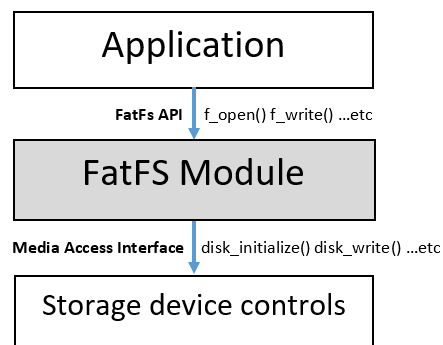 Application
FatFs API f_open() f_write() ...etc
FatFS Module
Media Access Interface disk_initialize() disk_write() ...etc
Storage device controls